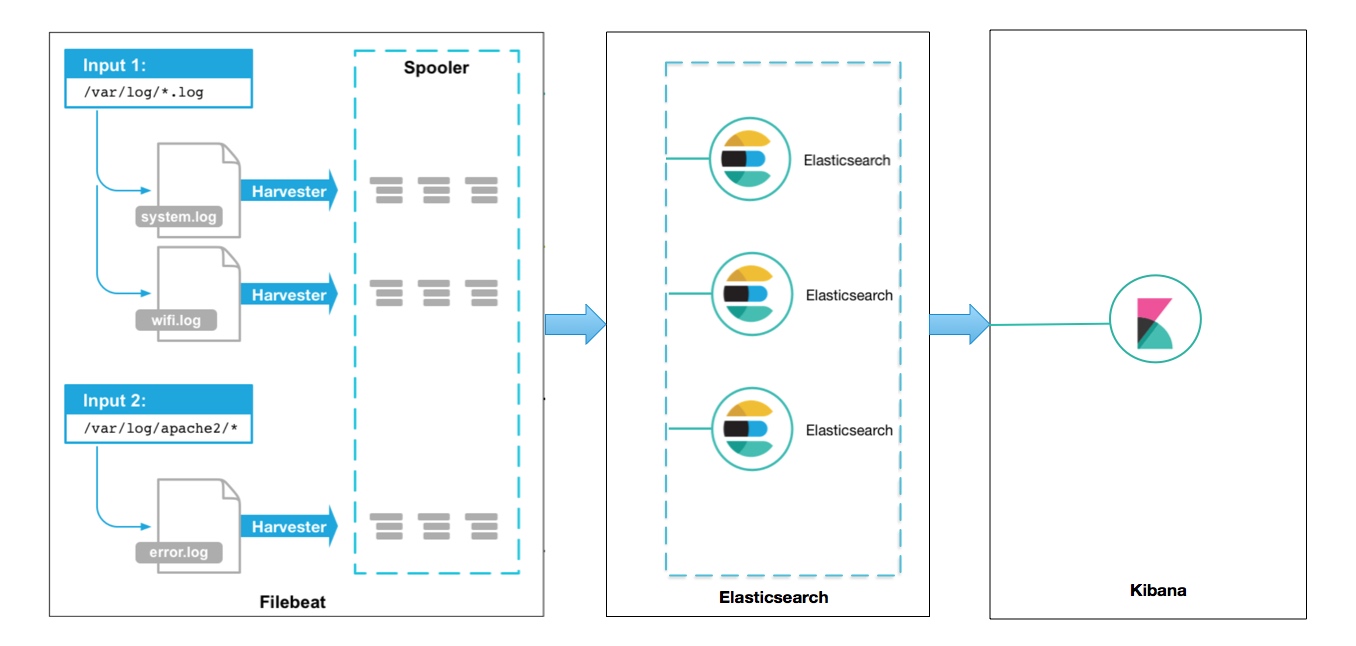 Input 1:
/var/log/*.log
system.log
Harvester
wifi.log
Harvester
Input 2:
/var/log/apache2/*
error.log
Harvester
Spooler
Filebeat
Elasticsearch
Elasticsearch
Elasticsearch
Elasticsearch
Kibana